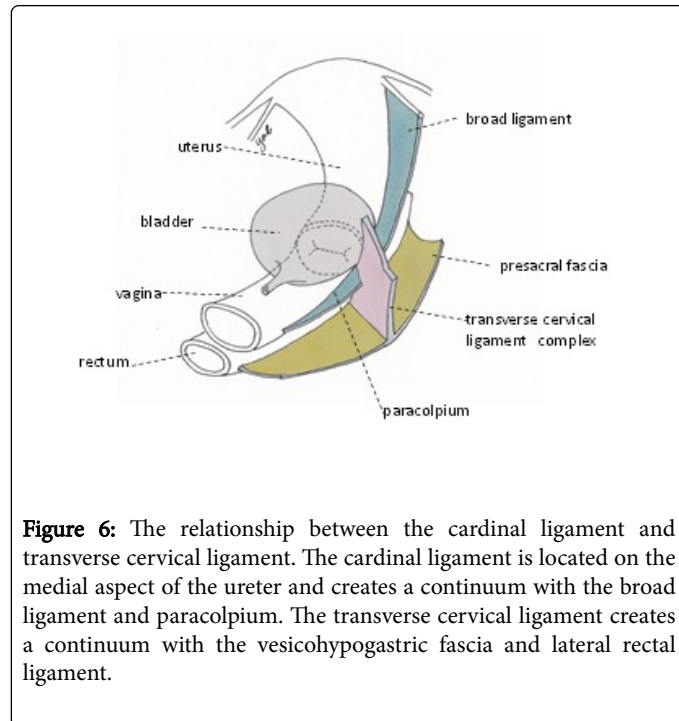 broad ligament
uterus
bladder
presacral fascia
vagina
transverse cervical
ligament complex
rectum
paracolpium
Figure 6: The relationship between the cardinal ligament and
transverse cervical ligament. The cardinal ligament is located on the
medial aspect of the ureter and creates a continuum with the broad
ligament and paracolpium. The transverse cervical ligament creates
a continuum with the vesicohypogastric fascia and lateral rectal
ligament.